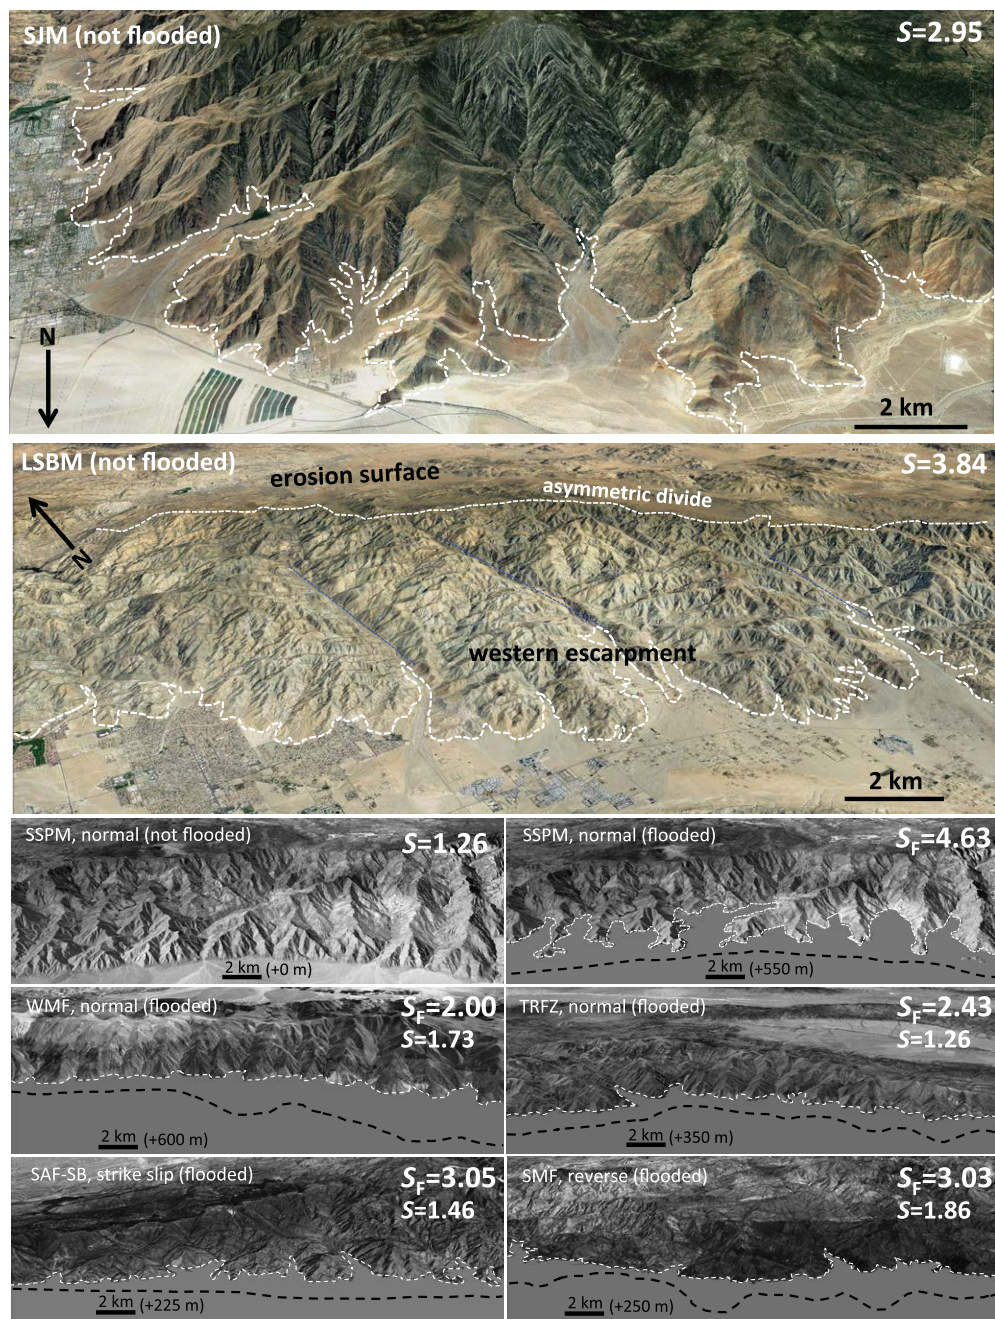 SJM (not flooded)
S=2.95
N
2 km
LSBM (not flooded)
S=3.84
erosion surface
asymmetric divide
N
western escarpment
2 km
SSPM, normal (not flooded)
S=1.26
2 km (+0 m)
SSPM, normal (flooded)
SF=4.63
2 km (+550 m)
WMF, normal (flooded)
SF=2.00
S=1.73
2 km (+600 m)
TRFZ, normal (flooded)
SF=2.43
S=1.26
2 km (+350 m)
SAF-SB, strike slip (flooded)
SF=3.05
S=1.46
2 km (+225 m)
SMF, reverse (flooded)
SF=3.03
S=1.86
2 km (+250 m)